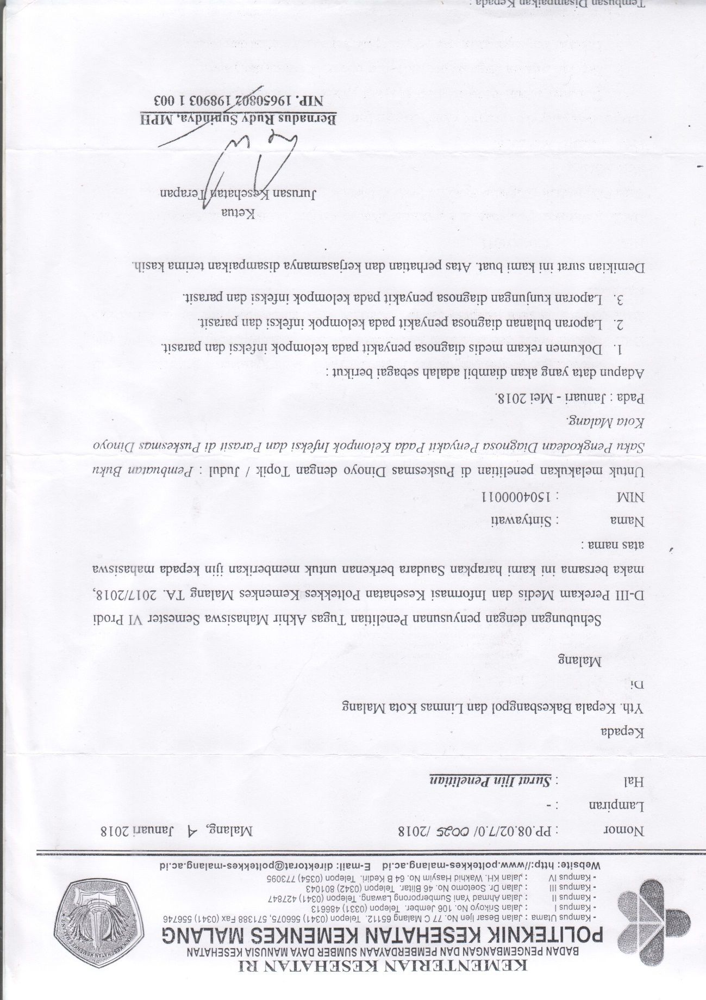 KEMENTERIAN KESEHATAN RI
BADAN PENGEMBANGAN DAN PEMBERDAYAAN SUMBER DAYA MANUSIA KESEHATAN
POLITEKNIK KESEHATAN KEMENKES MALANG
- Kampus Utama : Jalan Besar Ijen No. 77 C Malang 65112. Telepon (0341) 566075, 571388 Fax (0341) 556746
- Kampus I : Jalan Srikoyo No. 106 Jember. Telepon (0331) 486613
- Kampus II : Jalan Ahmad Yani Sumberporong Lawang. Telepon (0341) 427847
- Kampus III : Jalan Dr. Soetomo No. 46 Blitar. Telepon (0342) 801043
- Kampus IV : Jalan KH. Wakhid Hasyim No. 64 B Kediri. Telepon (0354) 773095
Website: http://www.poltekkes-malang.ac.id E-mail: direktorat@poltekkes-malang.ac.id
Nomor : PP.08.02/7.0/ 0025 /2018 Malang, 4 Januari 2018
Lampiran : -
Hal : Surat Ijin Penelitian
Kepada
Yth. Kepala Bakesbangpol dan Linmas Kota Malang
Di
Malang
Sehubungan dengan penyusunan Penelitian Tugas Akhir Mahasiswa Semester VI Prodi
D-III Perekam Medis dan Informasi Kesehatan Poltekkes Kemenkes Malang TA. 2017/2018,
maka bersama ini kami harapkan Saudara berkenan untuk memberikan ijin kepada mahasiswa
atas nama :
Nama : Sintyawati
NIM : 1504000011
Untuk melakukan penelitian di Puskesmas Dinoyo dengan Topik / Judul : Pembuatan Buku
Saku Pengkodean Diagnosa Penyakit Pada Kelompok Infeksi dan Parasit di Puskesmas Dinoyo
Kota Malang.
Pada : Januari - Mei 2018.
Adapun data yang akan diambil adalah sebagai berikut :
1. Dokumen rekam medis diagnosa penyakit pada kelompok infeksi dan parasit.
2. Laporan bulanan diagnosa penyakit pada kelompok infeksi dan parasit.
3. Laporan kunjungan diagnosa penyakit pada kelompok infeksi dan parasit.
Demikian surat ini kami buat. Atas perhatian dan kerjasamanya disampaikan terima kasih.
Ketua
Jurusan Kesehatan Terapan
Bernadus Rudy Sunindya, MPH
NIP. 19650802 198903 1 003
Tembusan Disampaikan Kepada :